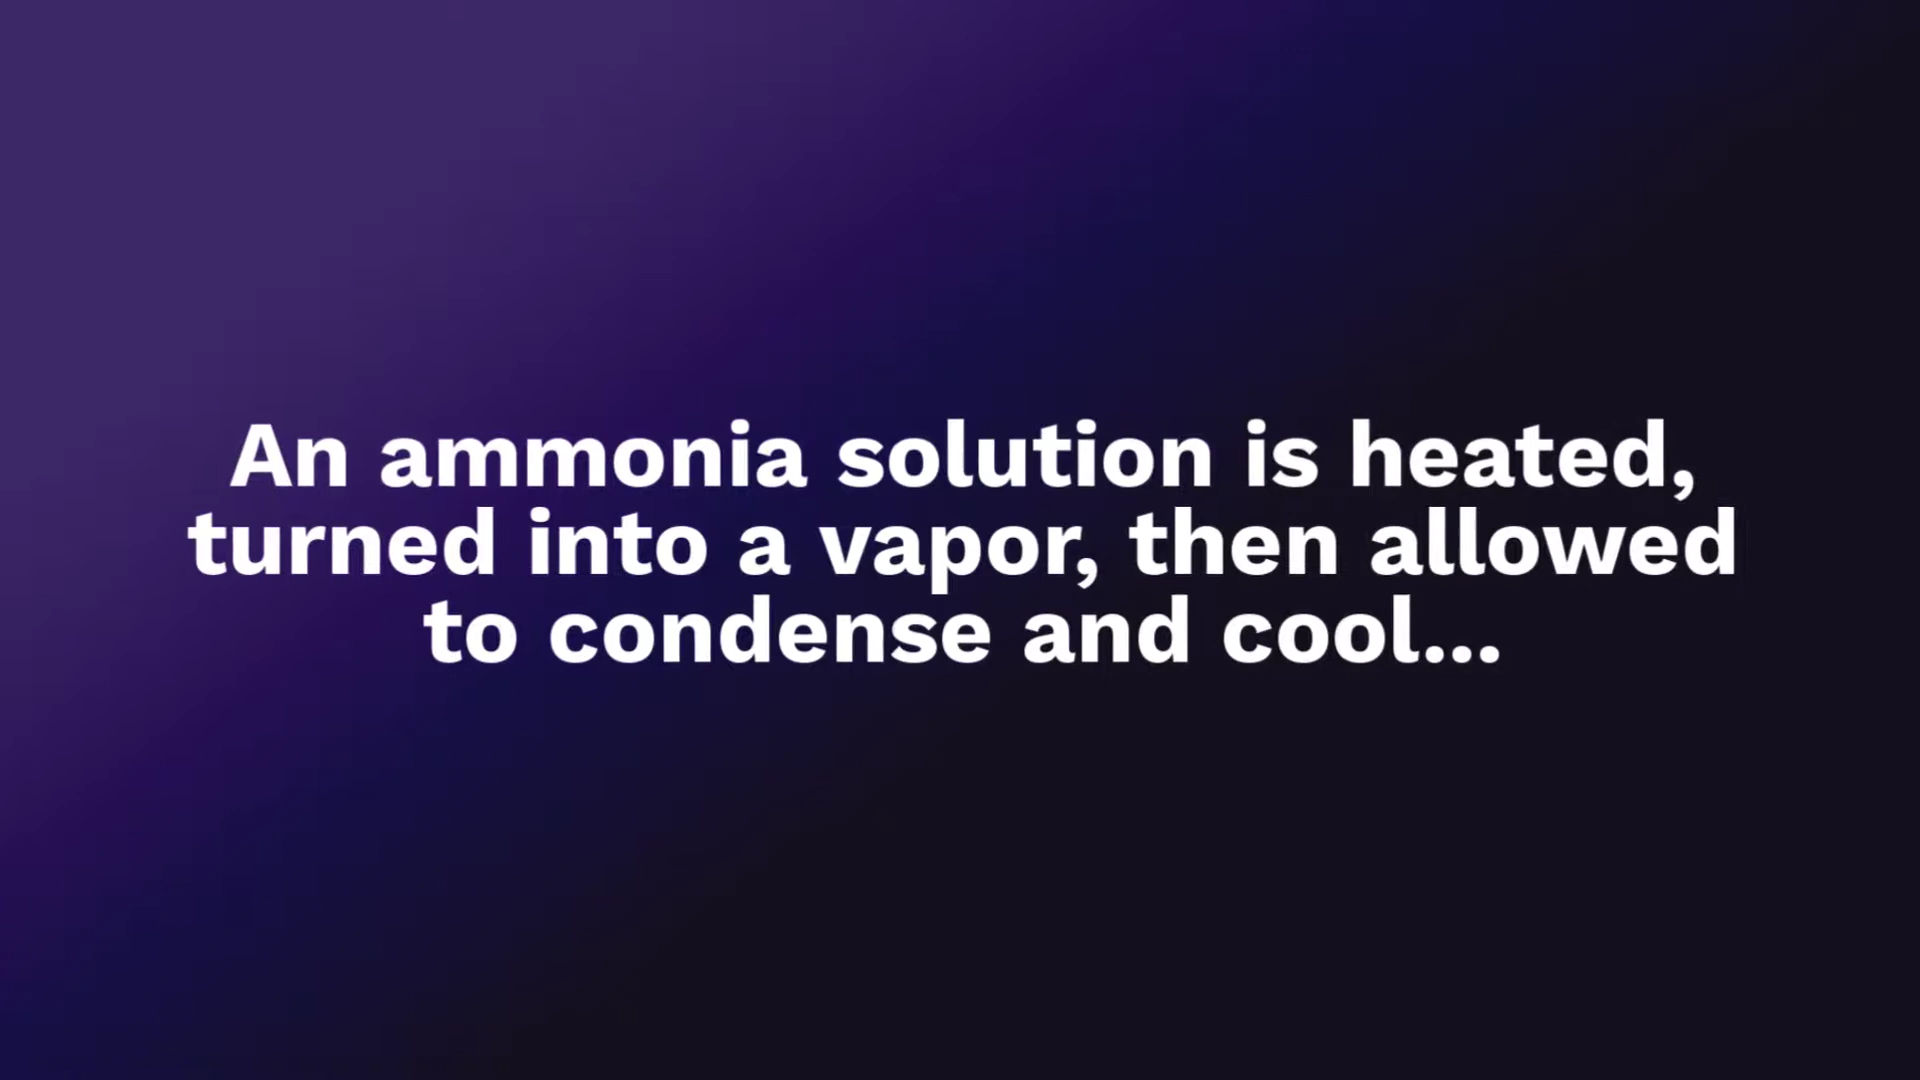 An ammonia solution is heated,
turned into a vapor, then allowed
to condense and cool...